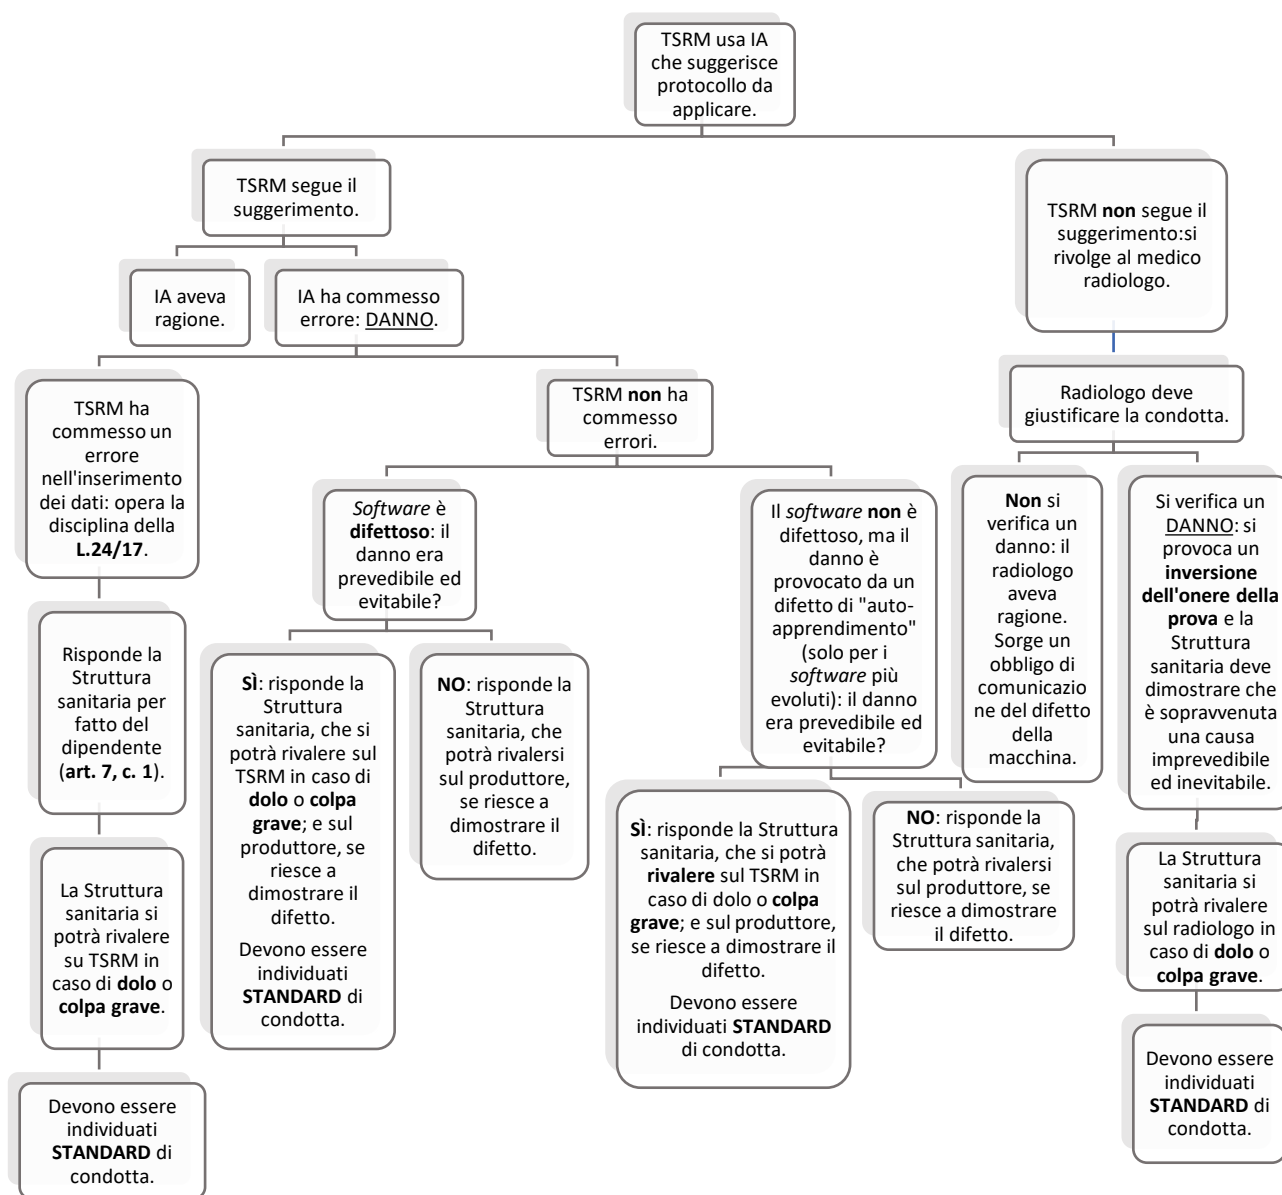 TSRM usa IA
che suggerisce
protocollo da
applicare.
TSRM segue il
suggerimento.
TSRM non segue il
suggerimento:si
rivolge al medico
radiologo.
IA aveva
ragione.
IA ha commesso
errore: DANNO.
TSRM ha
commesso un
errore
nell'inserimento
dei dati: opera la
disciplina della
L.24/17.
TSRM non ha
commesso
errori.
Radiologo deve
giustificare la condotta.
Software è
difettoso: il
danno era
prevedibile ed
evitabile?
Il software non è
difettoso, ma il
danno è
provocato da un
difetto di "auto-
apprendimento"
(solo per i
software più
evoluti): il danno
era prevedibile ed
evitabile?
Non si
verifica un
danno: il
radiologo
aveva
ragione.
Sorge un
obbligo di
comunicazio
ne del difetto
della
macchina.
Si verifica un
DANNO: si
provoca un
inversione
dell'onere della
prova e la
Struttura
sanitaria deve
dimostrare che
è sopravvenuta
una causa
imprevedibile
ed inevitabile.
Risponde la
Struttura
sanitaria per
fatto del
dipendente
(art. 7, c. 1).
SÌ: risponde la
Struttura
sanitaria, che si
potrà rivalere sul
TSRM in caso di
dolo o colpa
grave; e sul
produttore, se
riesce a
dimostrare il
difetto.
Devono essere
individuati
STANDARD di
condotta.
NO: risponde la
Struttura
sanitaria, che
potrà rivalersi
sul produttore,
se riesce a
dimostrare il
difetto.
SÌ: risponde la Struttura
sanitaria, che si potrà
rivalere sul TSRM in
caso di dolo o colpa
grave; e sul produttore,
se riesce a dimostrare il
difetto.
Devono essere
individuati STANDARD
di condotta.
NO: risponde la
Struttura sanitaria,
che potrà rivalersi
sul produttore, se
riesce a dimostrare
il difetto.
La Struttura
sanitaria si
potrà rivalere
su TSRM in
caso di dolo o
colpa grave.
La Struttura
sanitaria si
potrà rivalere
sul radiologo in
caso di dolo o
colpa grave.
Devono essere
individuati
STANDARD di
condotta.
Devono essere
individuati
STANDARD di
condotta.